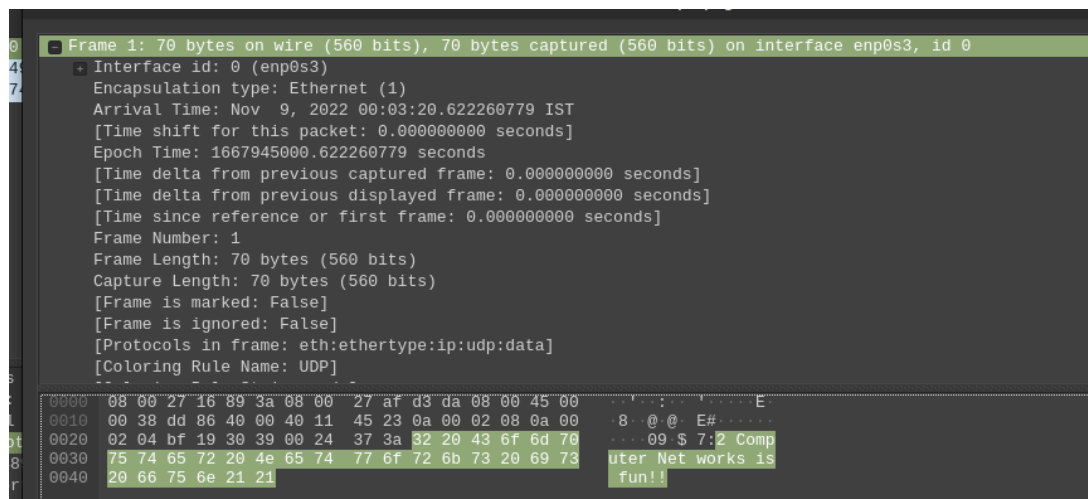 Frame 1: 70 bytes on wire (560 bits), 70 bytes captured (560 bits) on interface enp0s3, id 0
Interface id: 0 (enp0s3)
Encapsulation type: Ethernet (1)
Arrival Time: Nov  9, 2022 00:03:20.622260779 IST
[Time shift for this packet: 0.000000000 seconds]
Epoch Time: 1667945000.622260779 seconds
[Time delta from previous captured frame: 0.000000000 seconds]
[Time delta from previous displayed frame: 0.000000000 seconds]
[Time since reference or first frame: 0.000000000 seconds]
Frame Number: 1
Frame Length: 70 bytes (560 bits)
Capture Length: 70 bytes (560 bits)
[Frame is marked: False]
[Frame is ignored: False]
[Protocols in frame: eth:ethertype:ip:udp:data]
[Coloring Rule Name: UDP]
0000 08 00 27 16 89 3a 08 00 27 af d3 da 08 00 45 00 ··'··:·· '·····E·
0010 00 38 dd 86 40 00 40 11 45 23 0a 00 02 08 0a 00 ·8··@·@· E#······
0020 02 04 bf 19 30 39 00 24 37 3a 32 20 43 6f 6d 70 ····09·$ 7:2 Comp
0030 75 74 65 72 20 4e 65 74 77 6f 72 6b 73 20 69 73 uter Net works is
0040 20 66 75 6e 21 21 fun!!